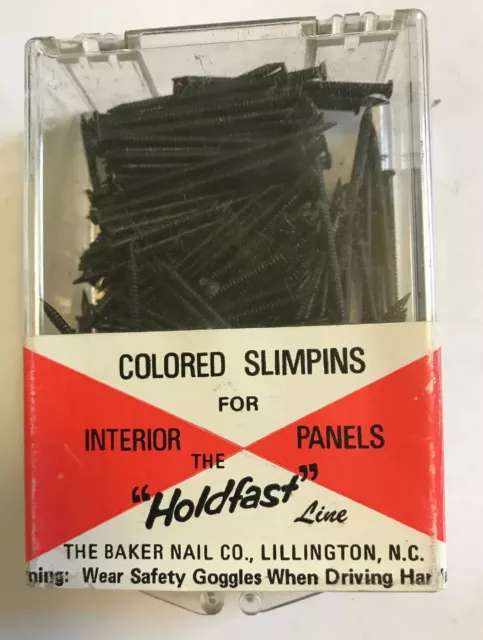 COLORED SLIMPINS
FOR
INTERIOR PANELS
THE
"Holdfast" Line
THE BAKER NAIL CO., LILLINGTON, N.C.
Wear Safety Goggles When Driving